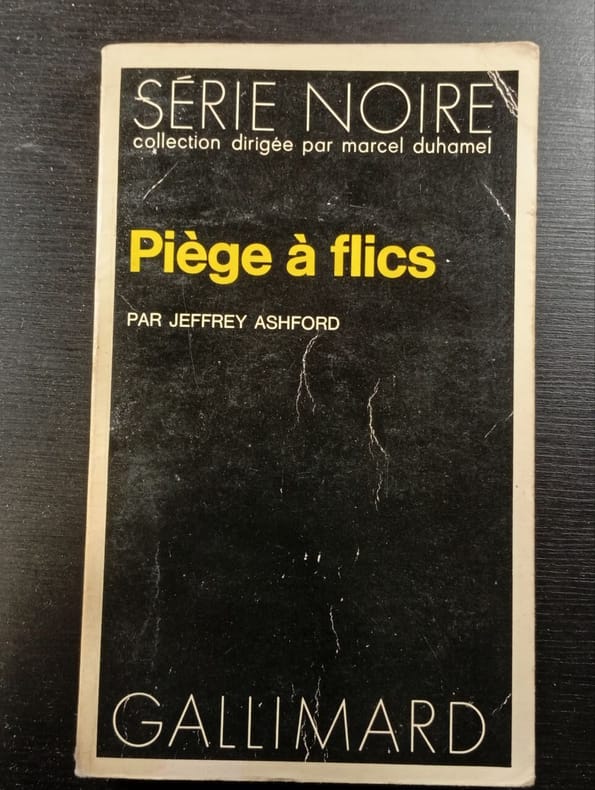 SÉRIE NOIRE
collection dirigée par marcel duhamel
Piège à flics
PAR JEFFREY ASHFORD
GALLIMARD